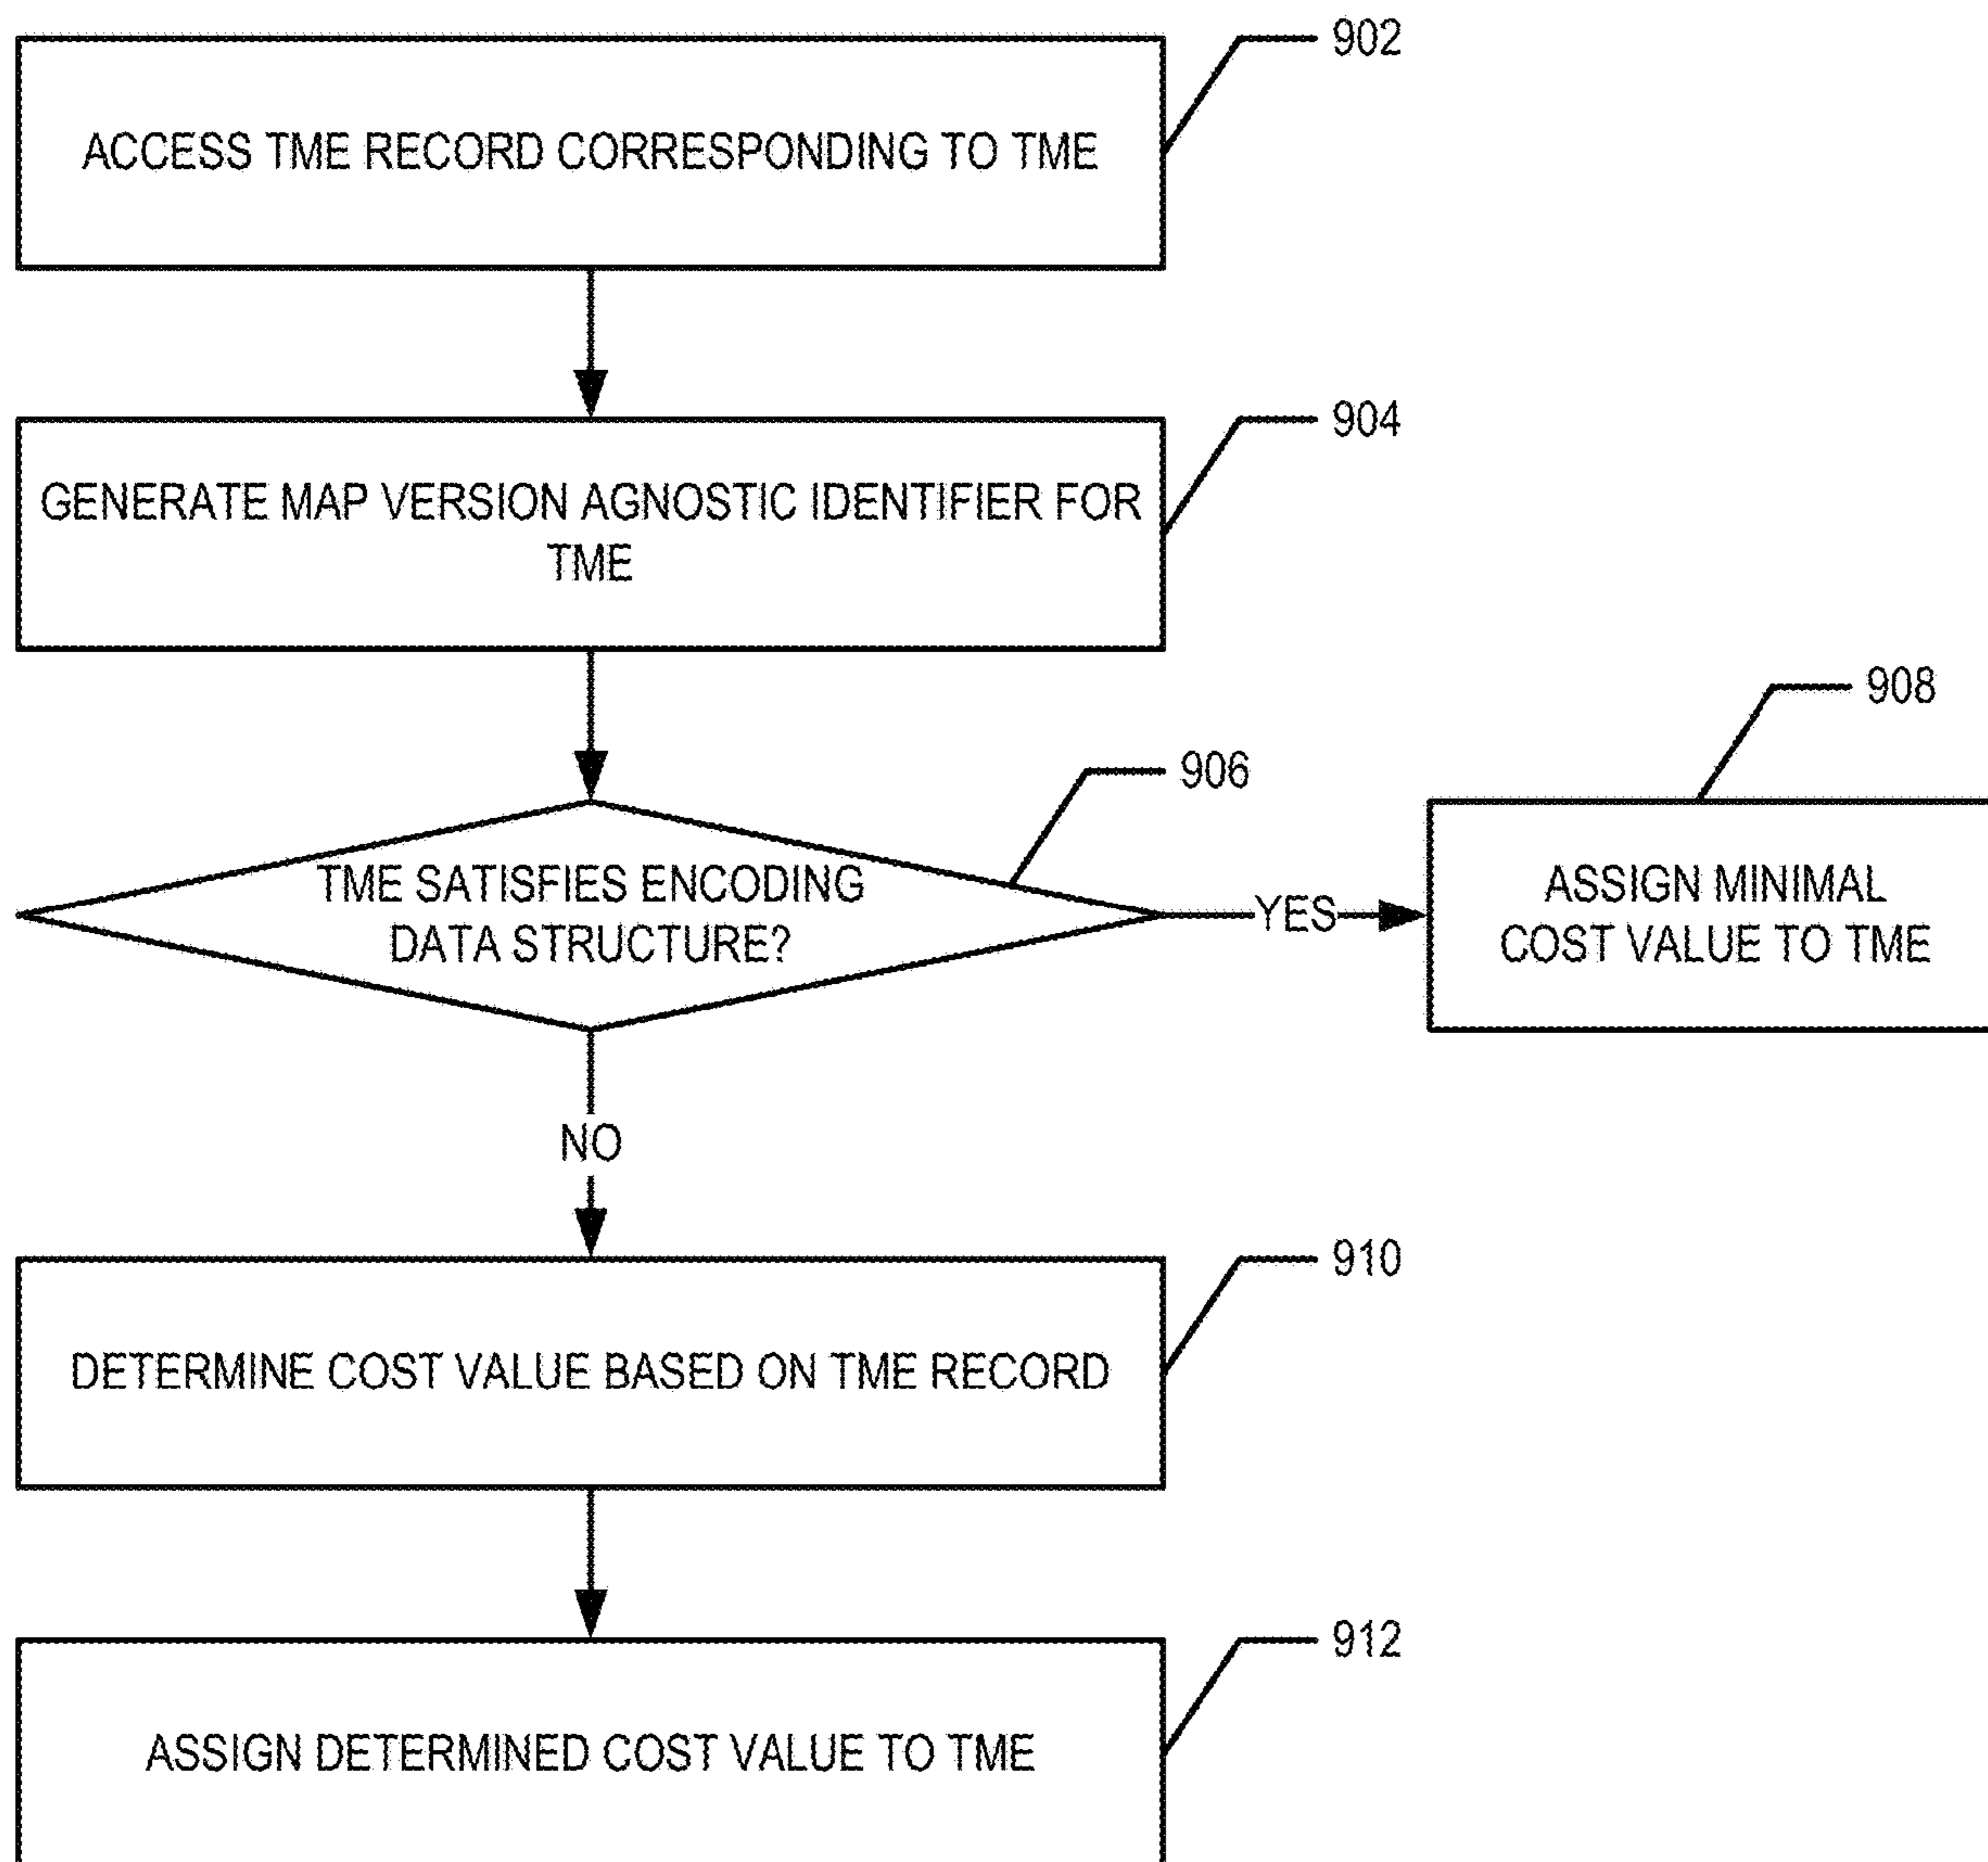 902
ACCESS TME RECORD CORRESPONDING TO TME
904
GENERATE MAP VERSION AGNOSTIC IDENTIFIER FOR
TME
908
906
TME SATISFIES ENCODING
DATA STRUCTURE?
YES
ASSIGN MINIMAL
COST VALUE TO TME
NO
910
DETERMINE COST VALUE BASED ON TME RECORD
912
ASSIGN DETERMINED COST VALUE TO TME